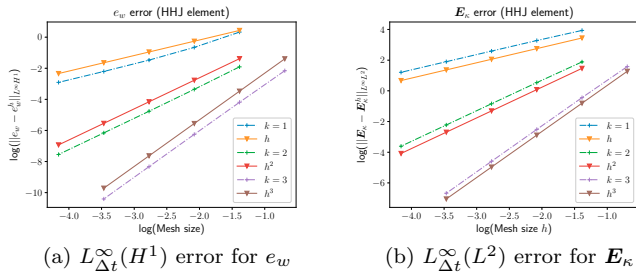 e_w error (HHJ element)
log(||e_w − e_w^h||_{L^∞H^1})
0
−2
−4
−6
−8
−10
k = 1
h
k = 2
h^2
k = 3
h^3
−4.0 −3.5 −3.0 −2.5 −2.0 −1.5 −1.0
log(Mesh size)
(a) L^∞_{Δt}(H^1) error for e_w
E_κ error (HHJ element)
log(||E_κ − E_κ^h||_{L^∞L^2})
6
4
2
0
−2
−4
−6
k = 1
h
k = 2
h^2
k = 3
h^3
−4.0 −3.5 −3.0 −2.5 −2.0 −1.5 −1.0
log(Mesh size h)
(b) L^∞_{Δt}(L^2) error for E_κ